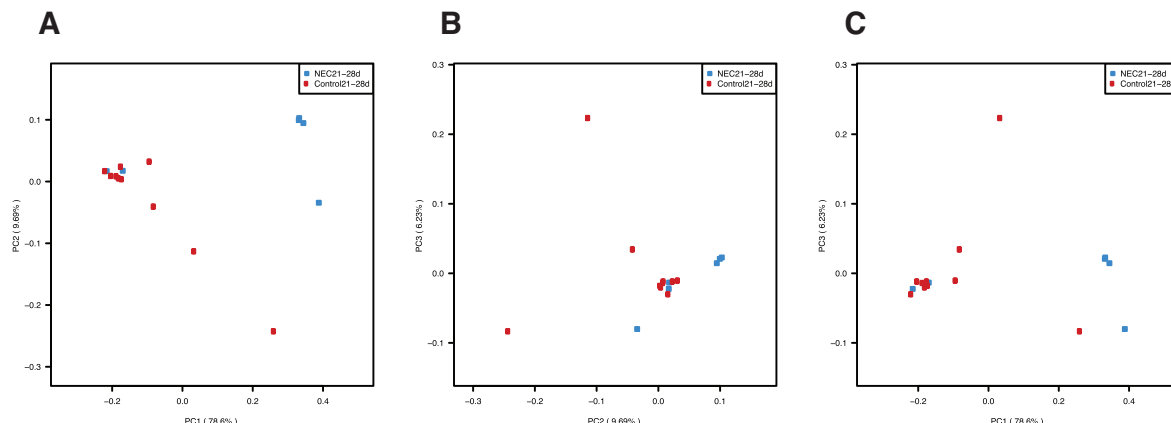 A
B
C
NEC21−28d
Control21−28d
PC2 ( 9.69% )
0.1
0.0
−0.1
−0.2
−0.3
−0.2
0.0
0.2
0.4
PC1 ( 78.6% )
NEC21−28d
Control21−28d
PC3 ( 6.23% )
0.3
0.2
0.1
0.0
−0.1
−0.3
−0.2
−0.1
0.0
0.1
PC2 ( 9.69% )
NEC21−28d
Control21−28d
PC3 ( 6.23% )
0.3
0.2
0.1
0.0
−0.1
−0.2
0.0
0.2
0.4
PC1 ( 78.6% )